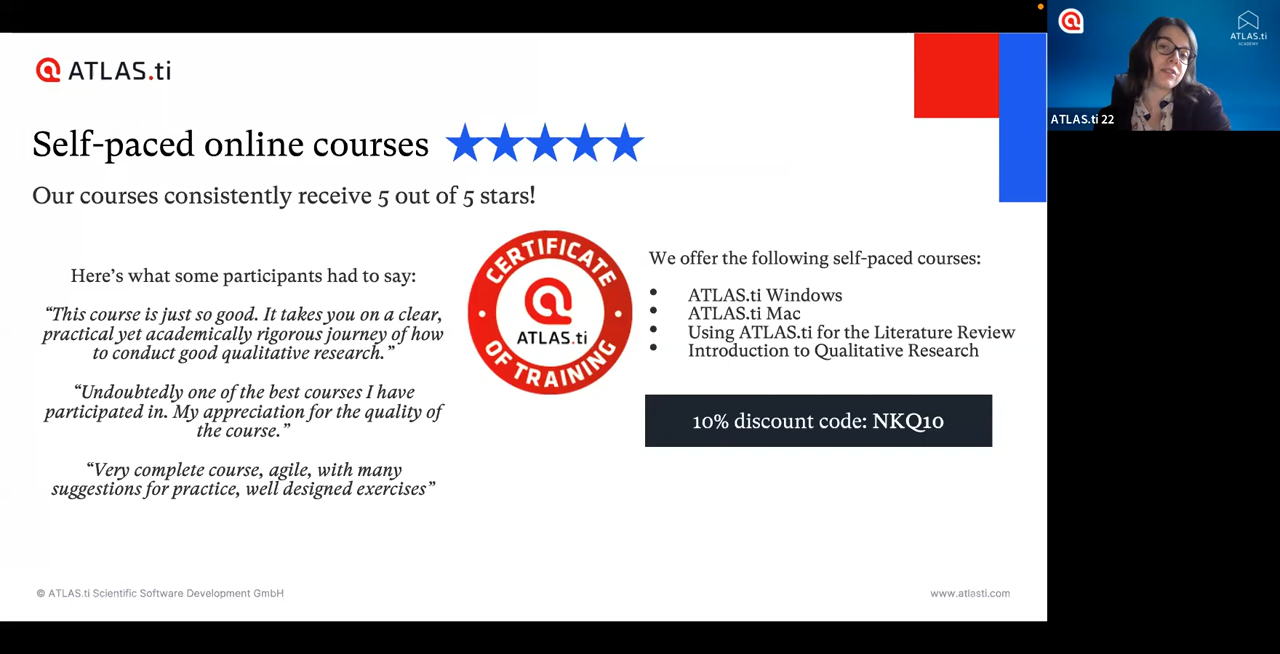 ATLAS.ti
Self-paced online courses
Our courses consistently receive 5 out of 5 stars!
Here’s what some participants had to say:
“This course is just so good. It takes you on a clear,
practical yet academically rigorous journey of how
to conduct good qualitative research.”
“Undoubtedly one of the best courses I have
participated in. My appreciation for the quality of
the course.”
“Very complete course, agile, with many
suggestions for practice, well designed exercises”
CERTIFICATE
ATLAS.ti
OF TRAINING
We offer the following self-paced courses:
• ATLAS.ti Windows
• ATLAS.ti Mac
• Using ATLAS.ti for the Literature Review
• Introduction to Qualitative Research
10% discount code: NKQ10
© ATLAS.ti Scientific Software Development GmbH
www.atlasti.com
ATLAS.ti
ACADEMY
ATLAS.ti 22